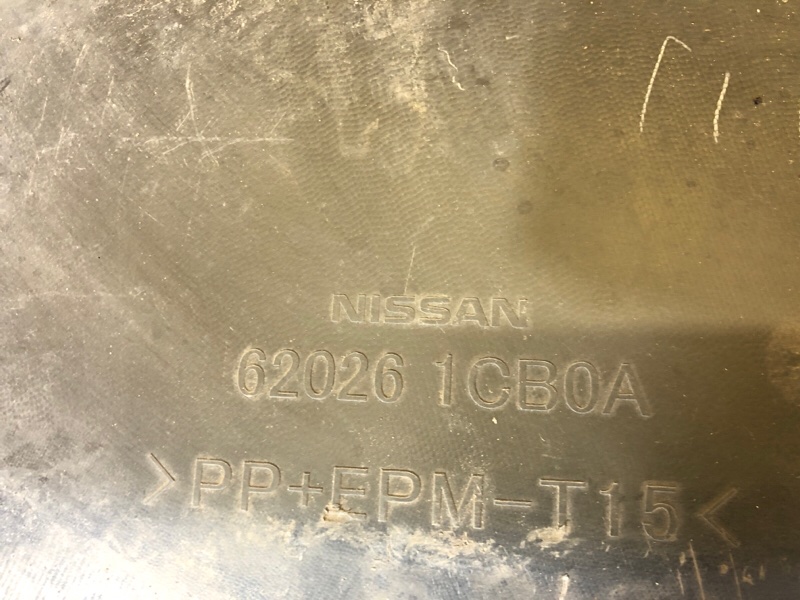 NISSAN
62026 1CB0A
>PP+EPM-T15<